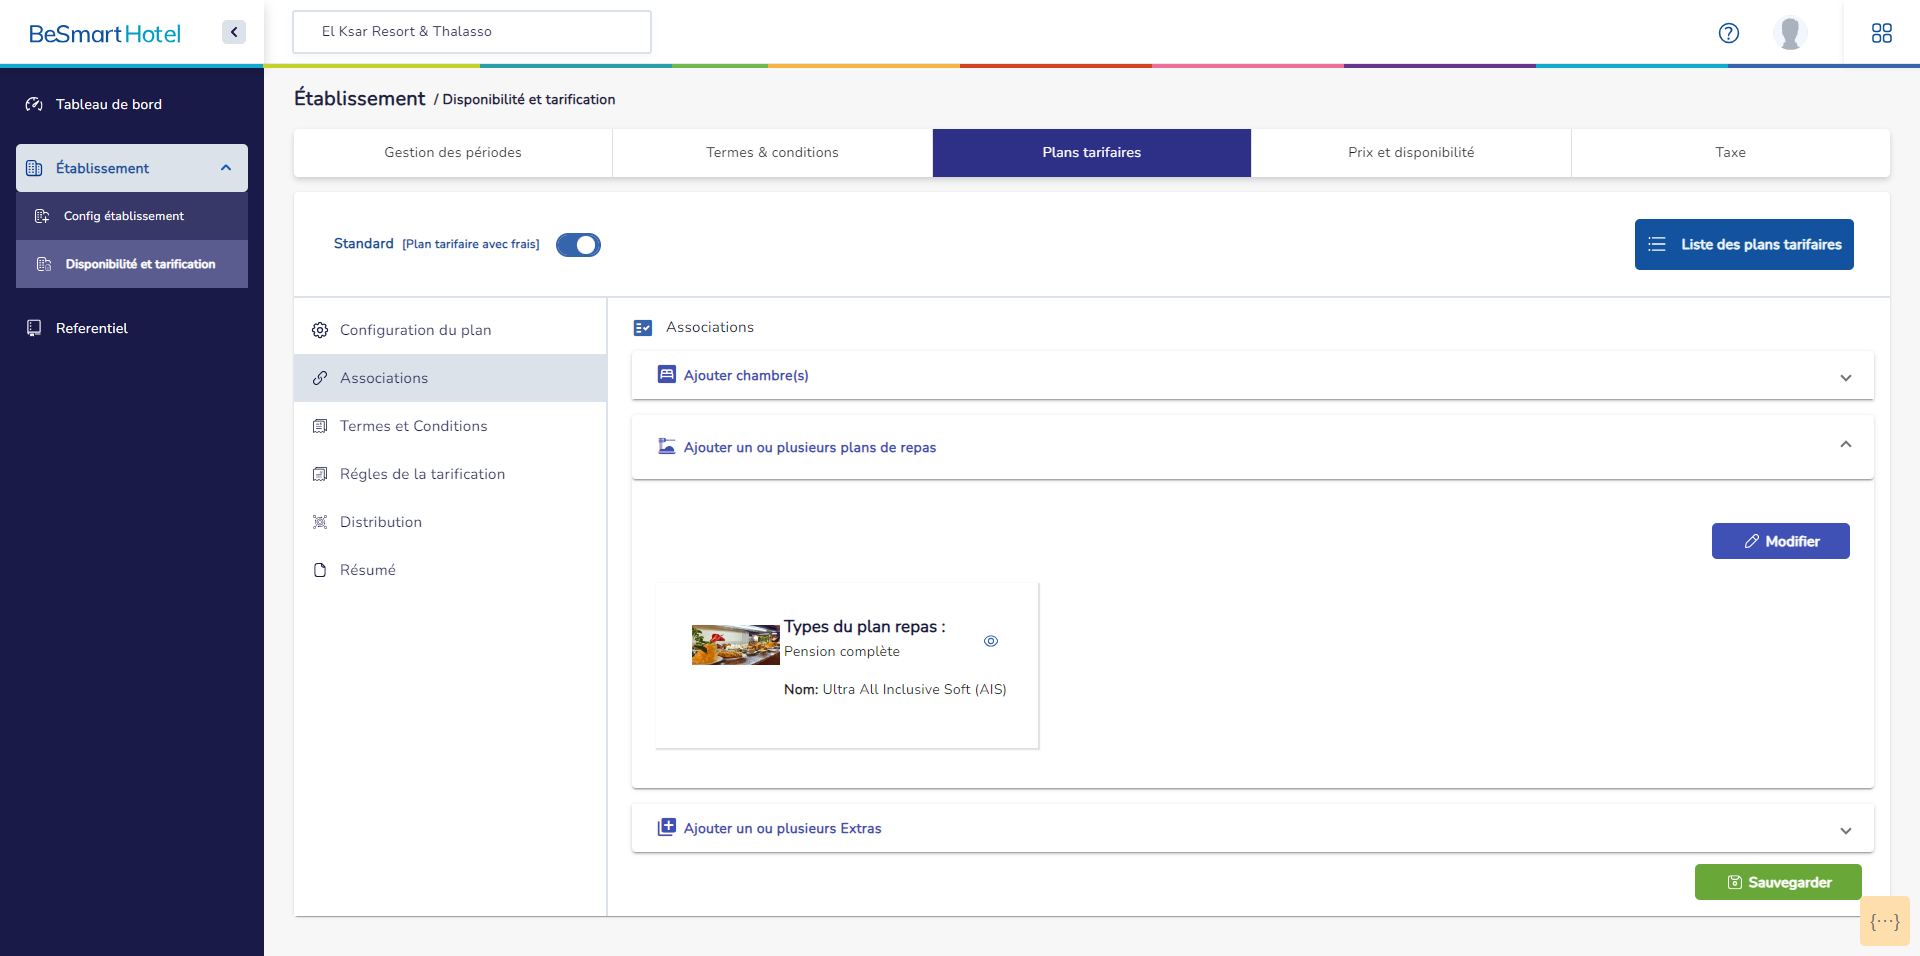 BeSmart Hotel
El Ksar Resort & Thalasso
Tableau de bord
Établissement
Config établissement
Disponibilité et tarification
Referentiel
Établissement / Disponibilité et tarification
Gestion des périodes
Termes & conditions
Plans tarifaires
Prix et disponibilité
Taxe
Standard [Plan tarifaire avec frais]
Liste des plans tarifaires
Configuration du plan
Associations
Termes et Conditions
Régles de la tarification
Distribution
Résumé
Associations
Ajouter chambre(s)
Ajouter un ou plusieurs plans de repas
Modifier
Types du plan repas :
Pension complète
Nom: Ultra All Inclusive Soft (AIS)
Ajouter un ou plusieurs Extras
Sauvegarder
{···}